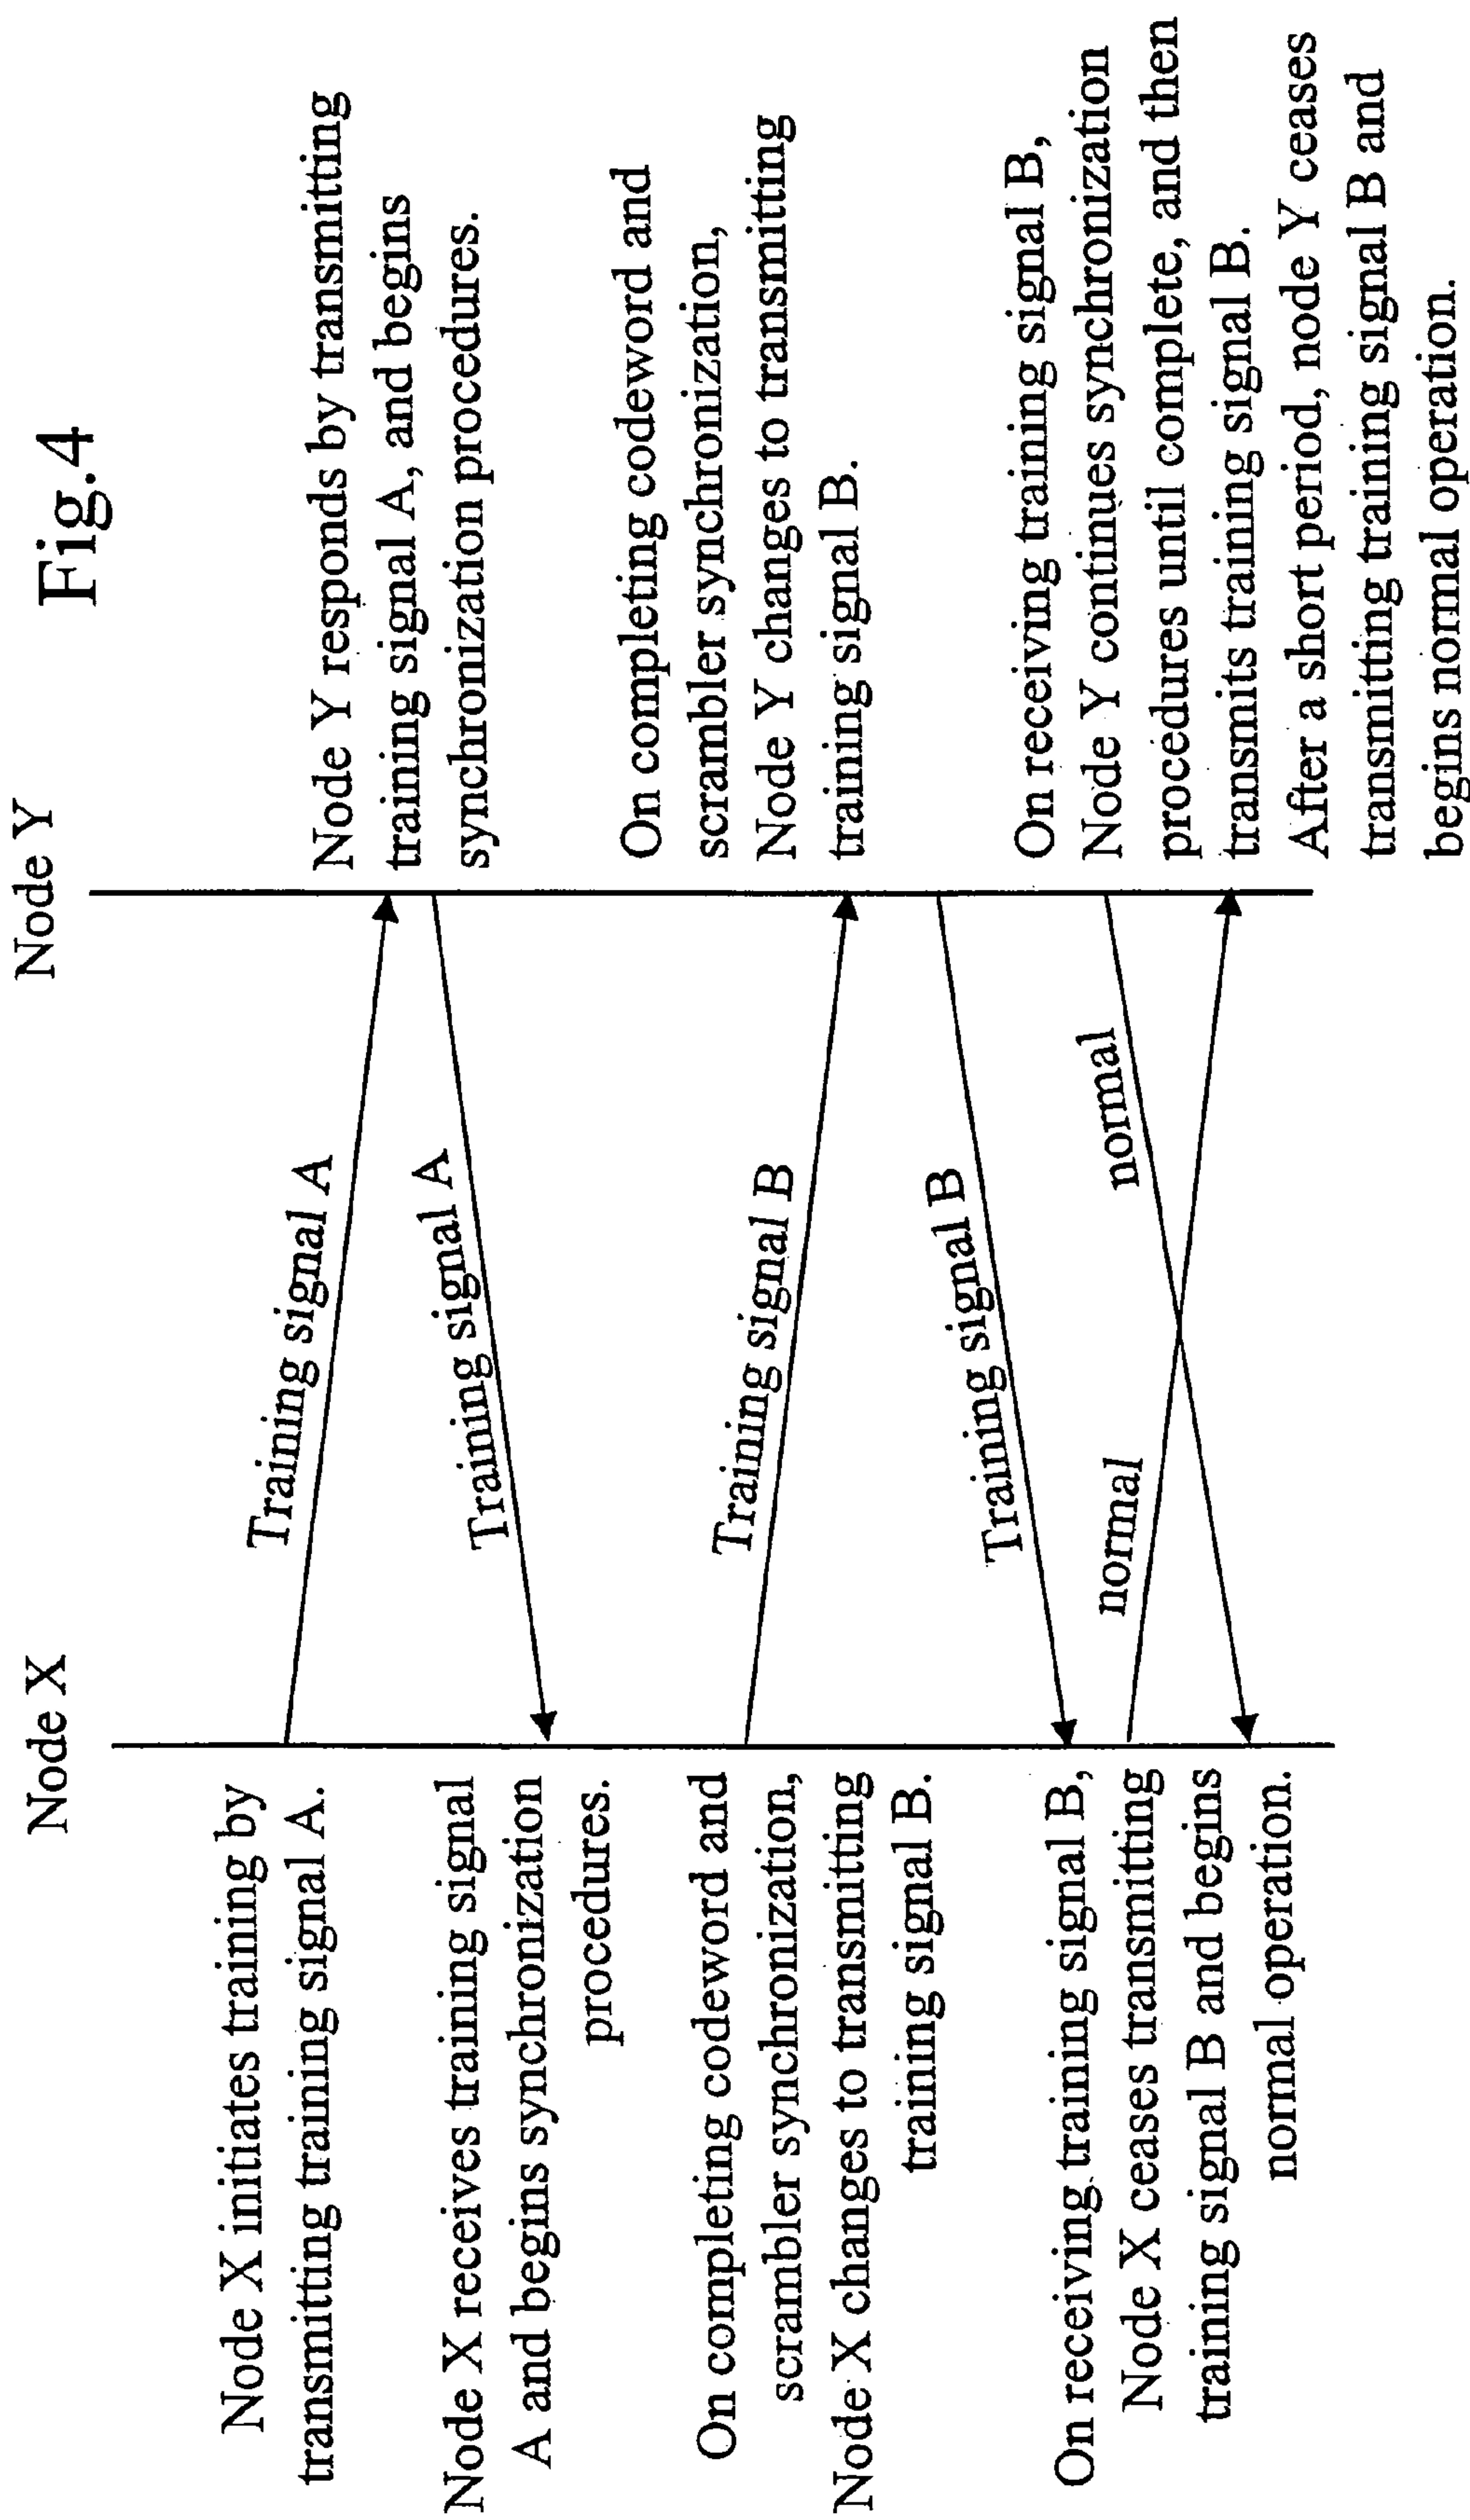 Fig.4
Node X
Node Y
Node X initiates training by
transmitting training signal A.
Training signal A
Node Y responds by transmitting
training signal A, and begins
synchronization procedures.
Training signal A
Node X receives training signal
A and begins synchronization
procedures.
On completing codeword and
scrambler synchronization,
Node Y changes to transmitting
training signal B.
On completing codeword and
scrambler synchronization,
Node X changes to transmitting
training signal B.
Training signal B
On receiving training signal B,
Node Y continues synchronization
procedures until complete, and then
transmits training signal B.
After a short period, node Y ceases
transmitting training signal B and
begins normal operation.
Training signal B
On receiving training signal B,
Node X ceases transmitting
training signal B and begins
normal operation.
normal
normal